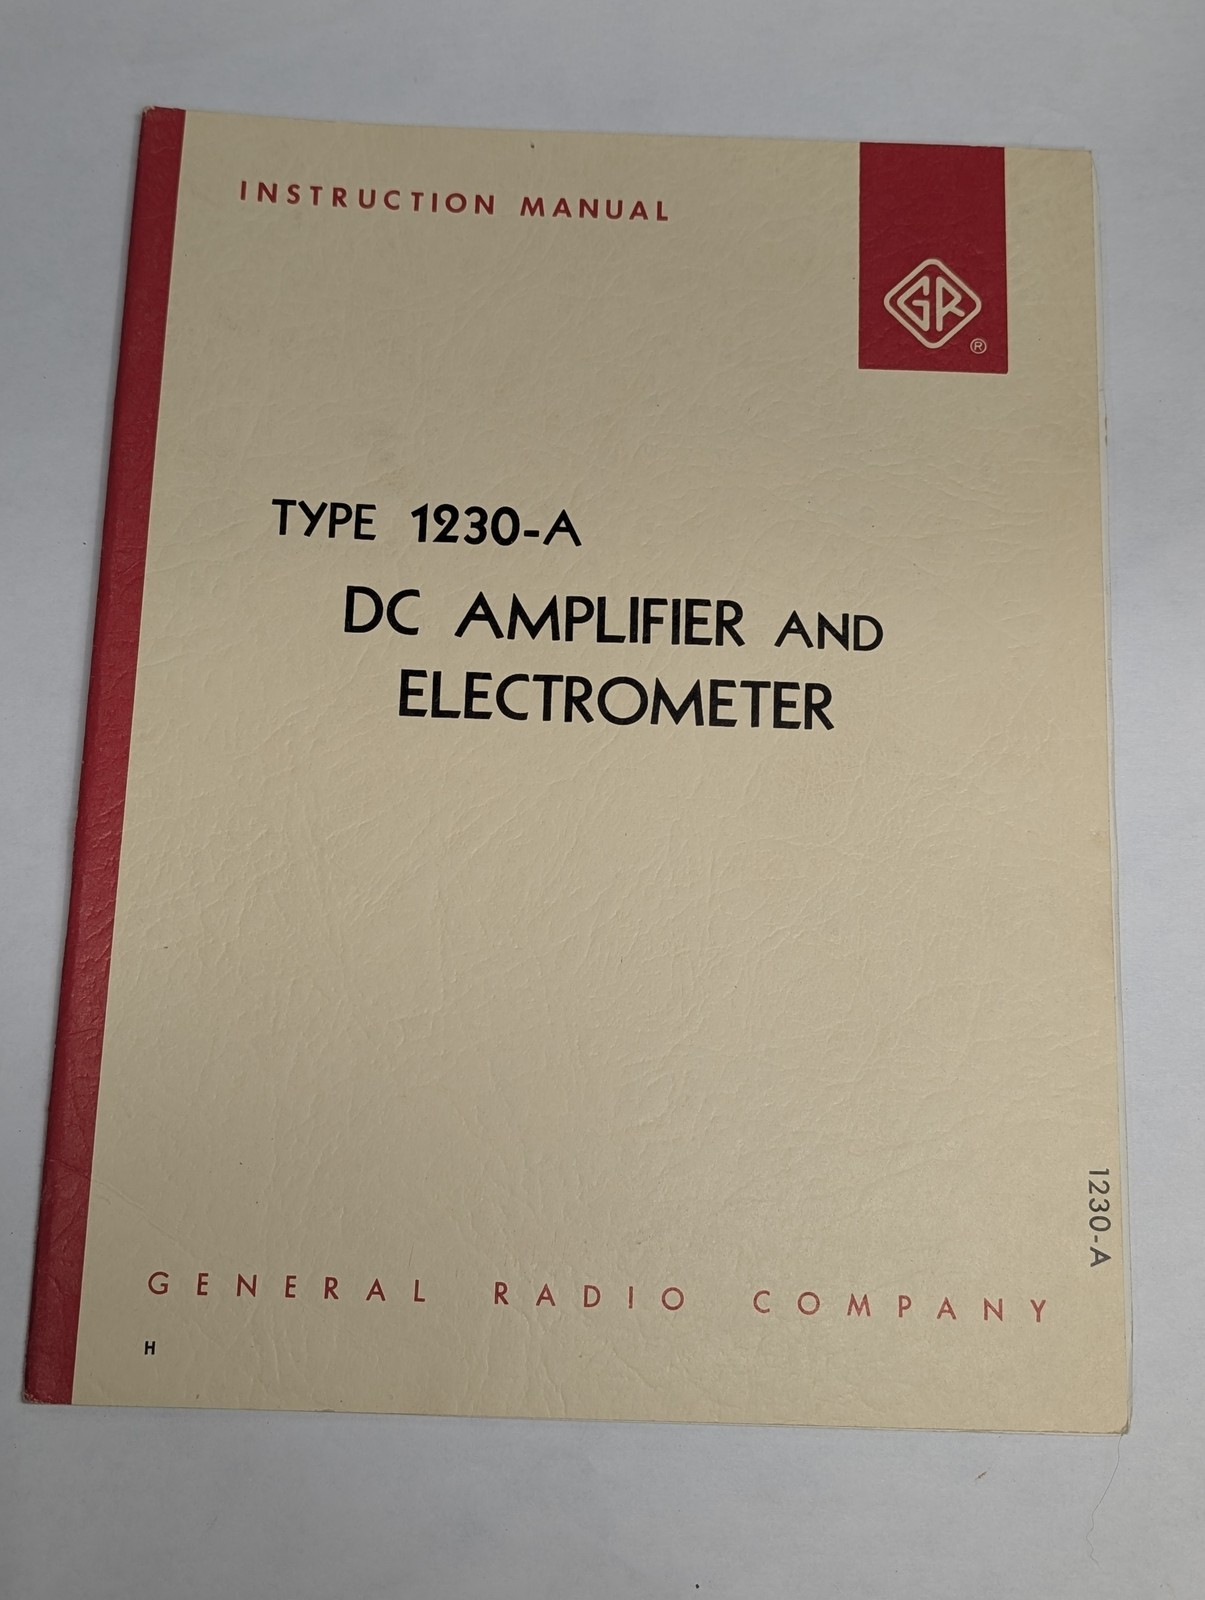 INSTRUCTION MANUAL
GR
®
TYPE 1230-A
DC AMPLIFIER AND
ELECTROMETER
1230-A
GENERAL RADIO COMPANY
H